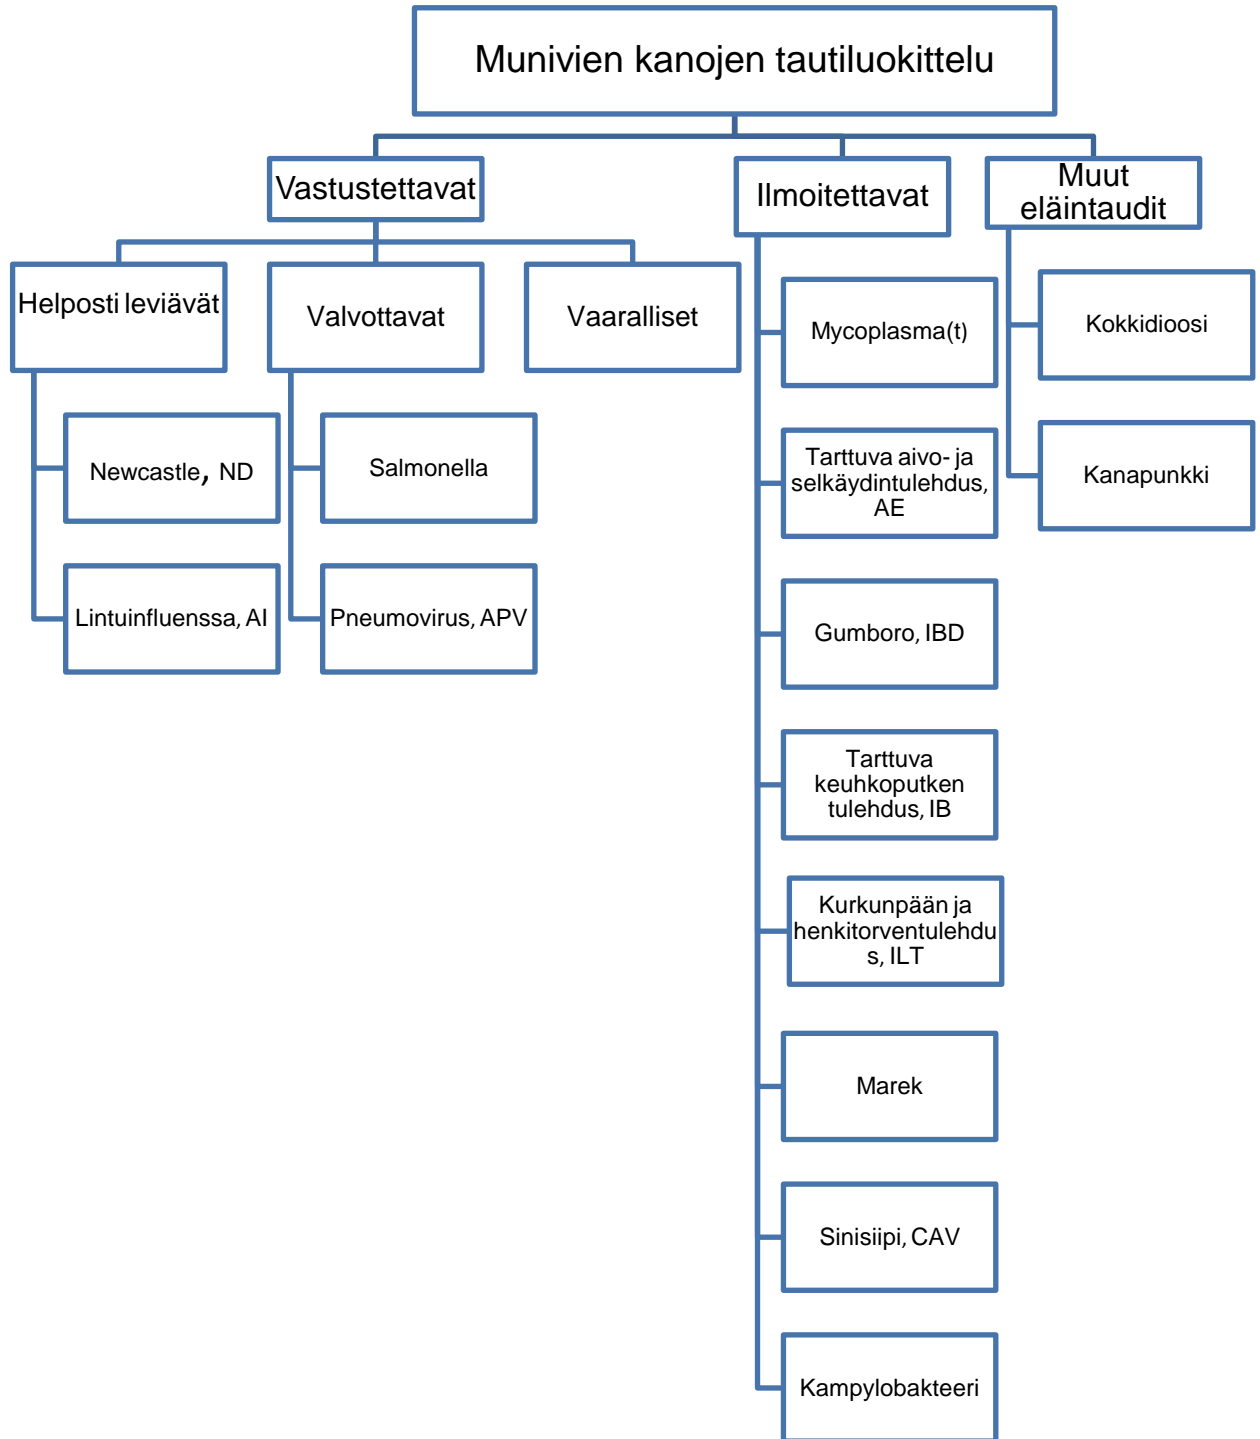 Munivien kanojen tautiluokittelu
Vastustettavat
Helposti leviävät
Newcastle, ND
Lintuinfluenssa, AI
Valvottavat
Salmonella
Pneumovirus, APV
Vaaralliset
Ilmoitettavat
Mycoplasma(t)
Tarttuva aivo- ja
selkäydintulehdus,
AE
Gumboro, IBD
Tarttuva
keuhkoputken
tulehdus, IB
Kurkunpään ja
henkitorventulehdu
s, ILT
Marek
Sinisiipi, CAV
Kampylobakteeri
Muut
eläintaudit
Kokkidioosi
Kanapunkki